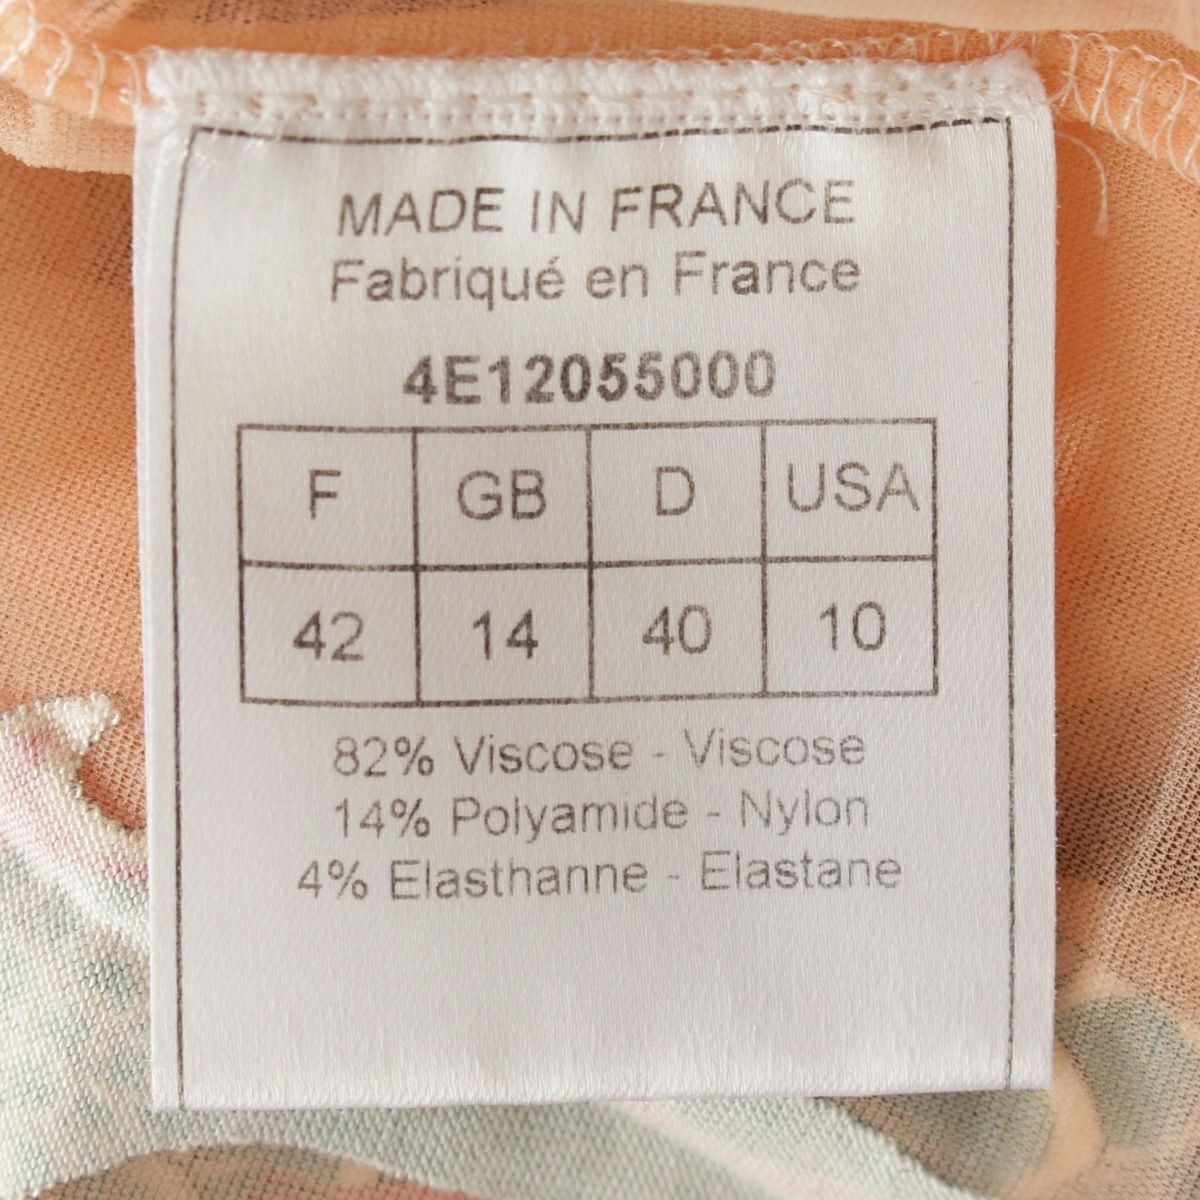 MADE IN FRANCE
Fabriqué en France
4E12055000
F GB D USA
42 14 40 10
82% Viscose - Viscose
14% Polyamide - Nylon
4% Elasthanne - Elastane